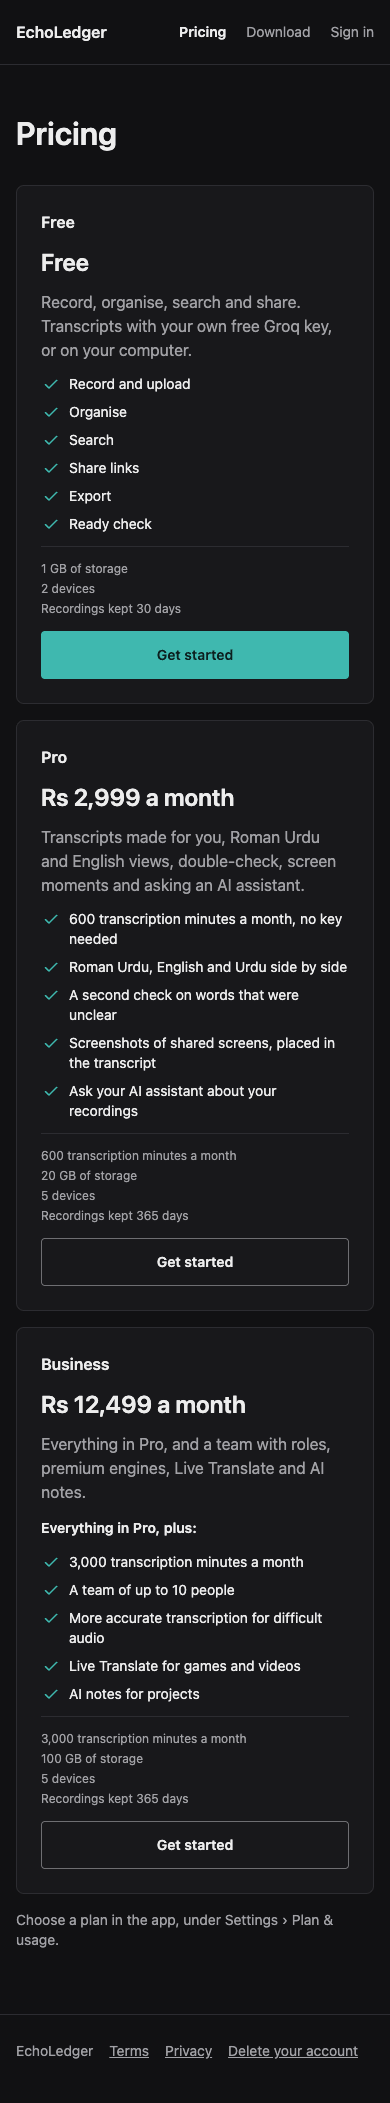 EchoLedger
Pricing
Download
Sign in
Pricing
Free
Free
Record, organise, search and share.
Transcripts with your own free Groq key,
or on your computer.
Record and upload
Organise
Search
Share links
Export
Ready check
1 GB of storage
2 devices
Recordings kept 30 days
Get started
Pro
Rs 2,999 a month
Transcripts made for you, Roman Urdu
and English views, double-check, screen
moments and asking an AI assistant.
600 transcription minutes a month, no key
needed
Roman Urdu, English and Urdu side by side
A second check on words that were
unclear
Screenshots of shared screens, placed in
the transcript
Ask your AI assistant about your
recordings
600 transcription minutes a month
20 GB of storage
5 devices
Recordings kept 365 days
Get started
Business
Rs 12,499 a month
Everything in Pro, and a team with roles,
premium engines, Live Translate and AI
notes.
Everything in Pro, plus:
3,000 transcription minutes a month
A team of up to 10 people
More accurate transcription for difficult
audio
Live Translate for games and videos
AI notes for projects
3,000 transcription minutes a month
100 GB of storage
5 devices
Recordings kept 365 days
Get started
Choose a plan in the app, under Settings › Plan &
usage.
EchoLedger
Terms
Privacy
Delete your account